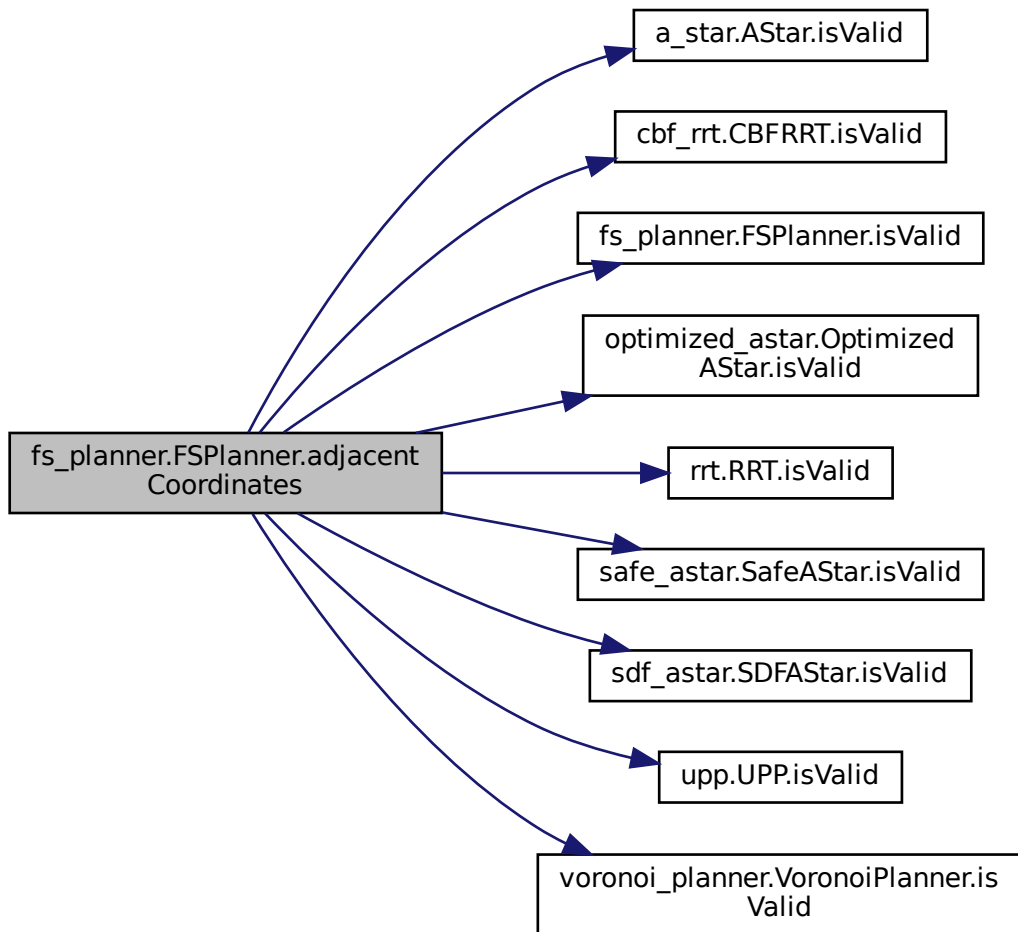 a_star.AStar.isValid
cbf_rrt.CBFRRT.isValid
fs_planner.FSPlanner.isValid
optimized_astar.Optimized
AStar.isValid
fs_planner.FSPlanner.adjacent
Coordinates
rrt.RRT.isValid
safe_astar.SafeAStar.isValid
sdf_astar.SDFAStar.isValid
upp.UPP.isValid
voronoi_planner.VoronoiPlanner.is
Valid